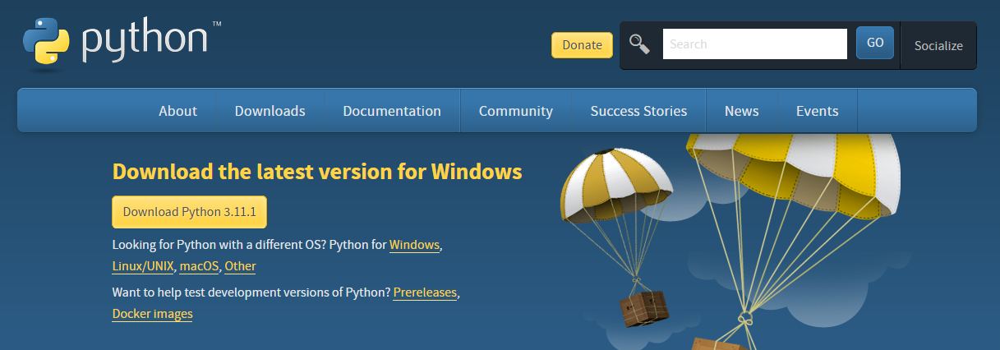 python™
Donate
Search
GO
Socialize
About
Downloads
Documentation
Community
Success Stories
News
Events
Download the latest version for Windows
Download Python 3.11.1
Looking for Python with a different OS? Python for Windows,
Linux/UNIX, macOS, Other
Want to help test development versions of Python? Prereleases,
Docker images